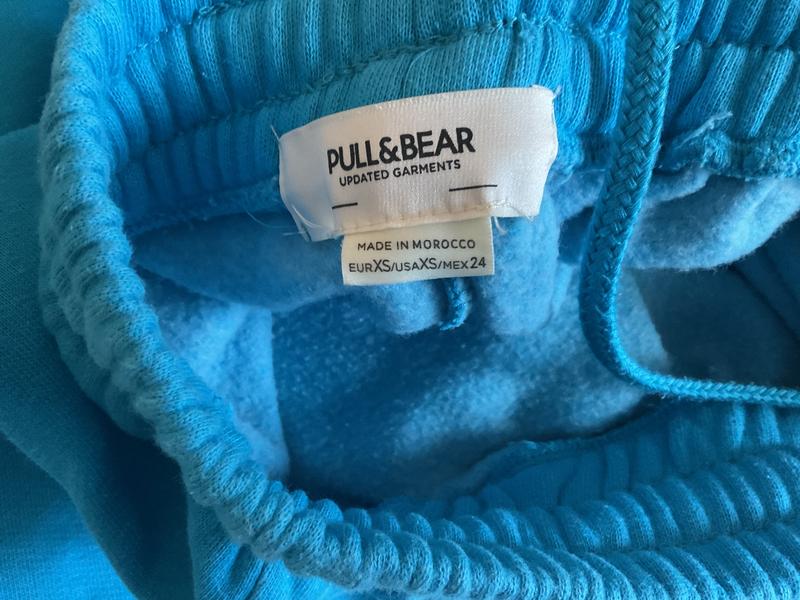 PULL&BEAR
UPDATED GARMENTS
MADE IN MOROCCO
EURXS/USAXS/MEX24